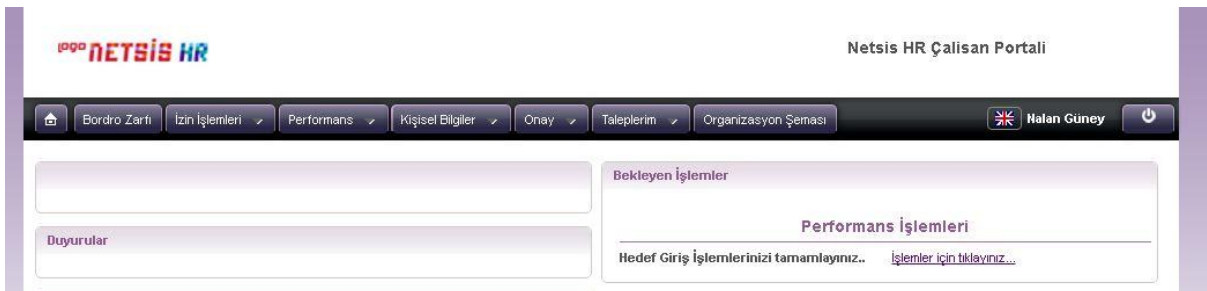 LOGO NETSİS HR
Netsis HR Çalisan Portali
Bordro Zarfı İzin İşlemleri Performans Kişisel Bilgiler Onay Taleplerim Organizasyon Şeması Nalan Güney
Bekleyen İşlemler
Performans İşlemleri
Duyurular
Hedef Giriş İşlemlerinizi tamamlayınız.. İşlemler için tıklayınız...